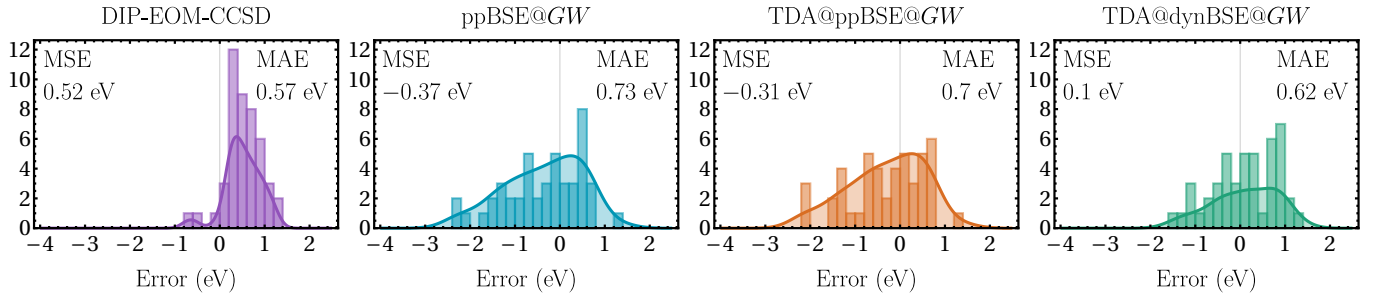 DIP-EOM-CCSD
MSE
0.52 eV
MAE
0.57 eV
12
10
8
6
4
2
0
−4 −3 −2 −1 0 1 2
Error (eV)
ppBSE@GW
MSE
−0.37 eV
MAE
0.73 eV
12
10
8
6
4
2
0
−4 −3 −2 −1 0 1 2
Error (eV)
TDA@ppBSE@GW
MSE
−0.31 eV
MAE
0.7 eV
12
10
8
6
4
2
0
−4 −3 −2 −1 0 1 2
Error (eV)
TDA@dynBSE@GW
MSE
0.1 eV
MAE
0.62 eV
12
10
8
6
4
2
0
−4 −3 −2 −1 0 1 2
Error (eV)